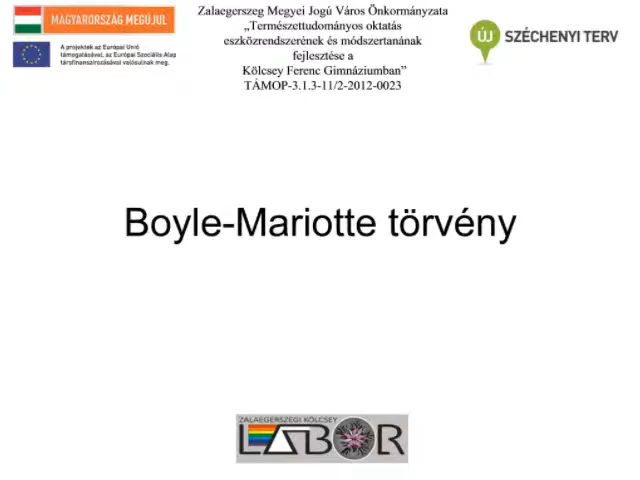 MAGYARORSZÁG MEGÚJUL
A projektek az Európai Unió
támogatásával, az Európai Szociális Alap
társfinanszírozásával valósulnak meg.
Zalaegerszeg Megyei Jogú Város Önkormányzata
„Természettudományos oktatás
eszközrendszerének és módszertanának
fejlesztése a
Kölcsey Ferenc Gimnáziumban”
TÁMOP-3.1.3-11/2-2012-0023
ÚJ SZÉCHENYI TERV
Boyle-Mariotte törvény
ZALAEGERSZEGI KÖLCSEY
LABOR